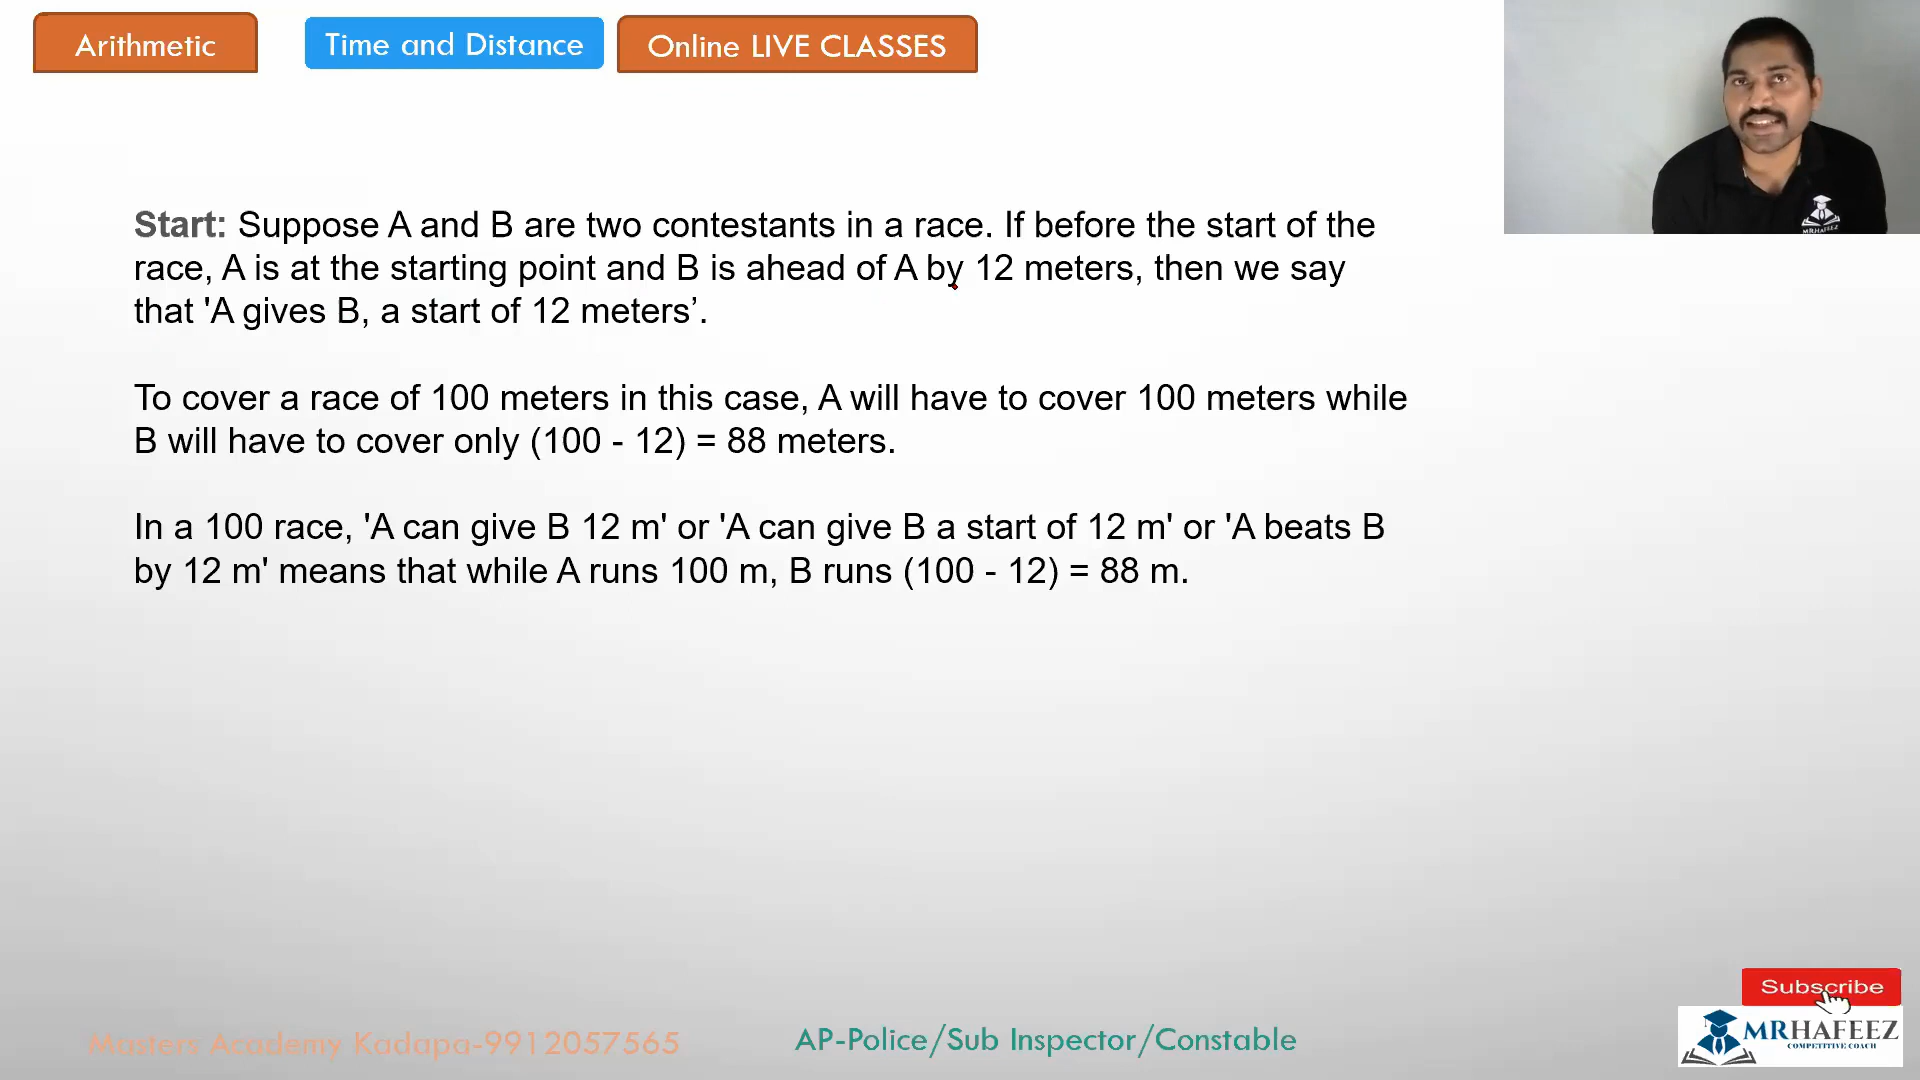 Arithmetic
Time and Distance
Online LIVE CLASSES
Start: Suppose A and B are two contestants in a race. If before the start of the
race, A is at the starting point and B is ahead of A by 12 meters, then we say
that 'A gives B, a start of 12 meters’.
To cover a race of 100 meters in this case, A will have to cover 100 meters while
B will have to cover only (100 - 12) = 88 meters.
In a 100 race, 'A can give B 12 m' or 'A can give B a start of 12 m' or 'A beats B
by 12 m' means that while A runs 100 m, B runs (100 - 12) = 88 m.
MRHAFEEZ
Subscribe
MRHAFEEZ
COMPETITIVE COACH
Masters Academy Kadapa-9912057565
AP-Police/Sub Inspector/Constable